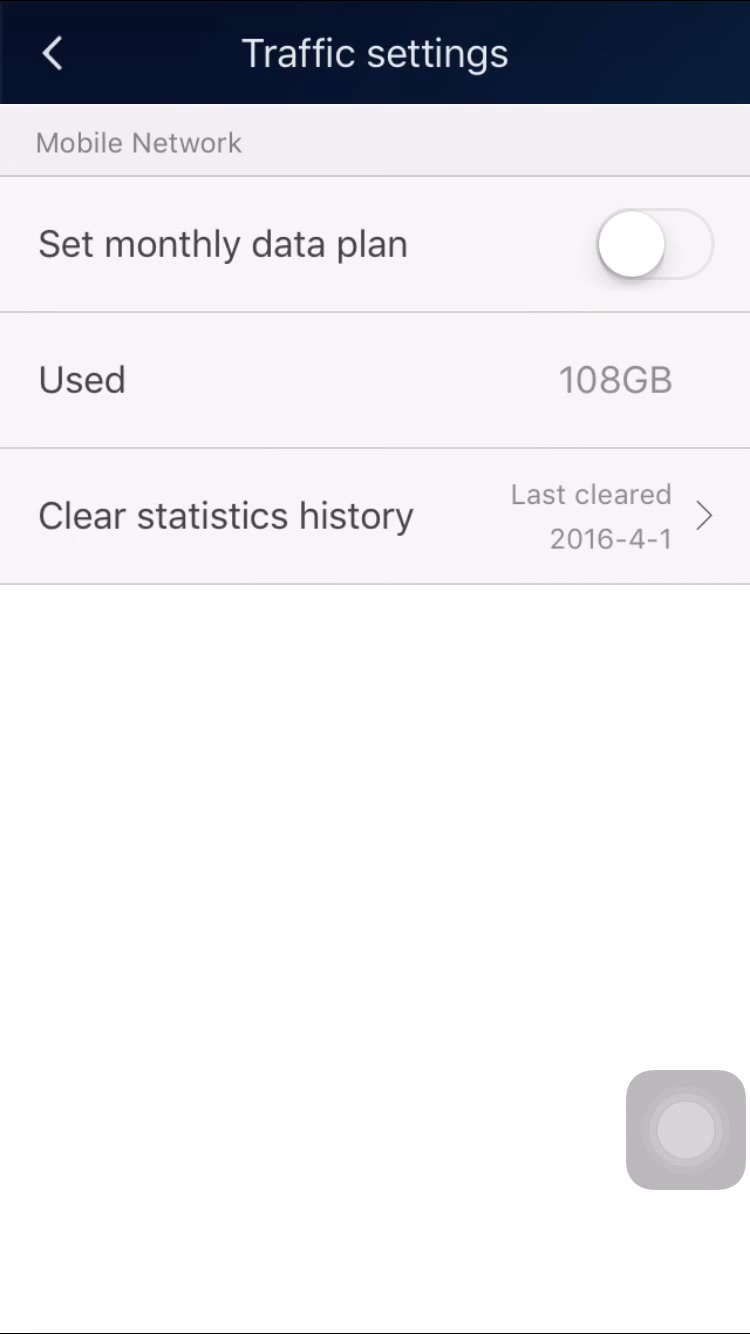 Traffic settings
Mobile Network
Set monthly data plan
Used 108GB
Clear statistics history
Last cleared
2016-4-1